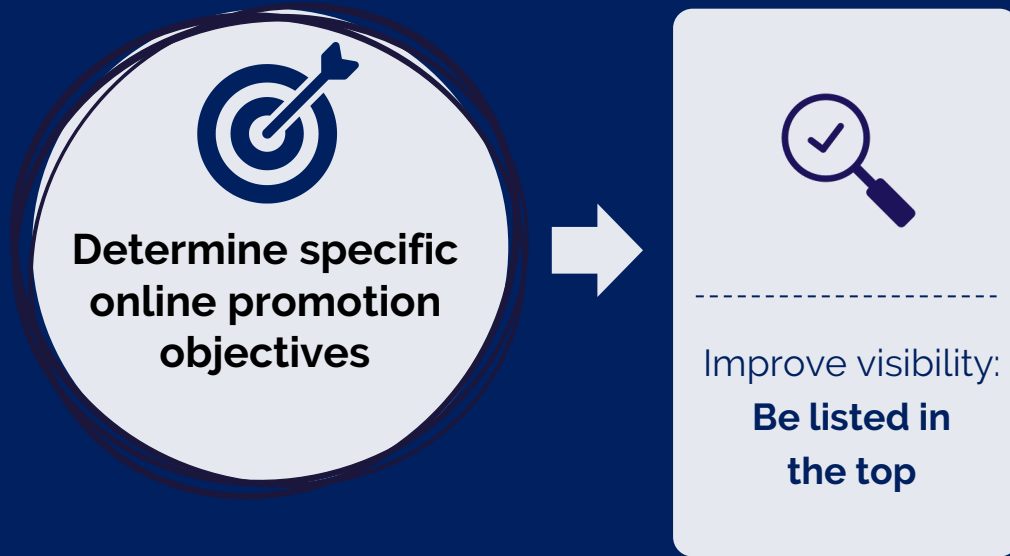 Determine specific
online promotion
objectives
Improve visibility:
Be listed in
the top